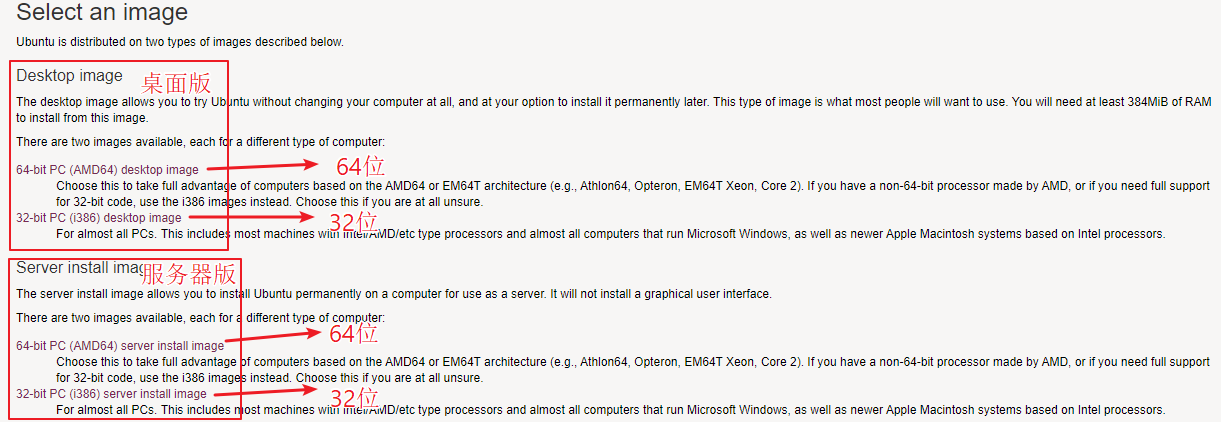 Select an image
Ubuntu is distributed on two types of images described below.
Desktop image
桌面版
The desktop image allows you to try Ubuntu without changing your computer at all, and at your option to install it permanently later. This type of image is what most people will want to use. You will need at least 384MiB of RAM
to install from this image.
There are two images available, each for a different type of computer:
64-bit PC (AMD64) desktop image
64位
Choose this to take full advantage of computers based on the AMD64 or EM64T architecture (e.g., Athlon64, Opteron, EM64T Xeon, Core 2). If you have a non-64-bit processor made by AMD, or if you need full support
for 32-bit code, use the i386 images instead. Choose this if you are at all unsure.
32-bit PC (i386) desktop image
32位
For almost all PCs. This includes most machines with Intel/AMD/etc type processors and almost all computers that run Microsoft Windows, as well as newer Apple Macintosh systems based on Intel processors.
Server install image
服务器版
The server install image allows you to install Ubuntu permanently on a computer for use as a server. It will not install a graphical user interface.
There are two images available, each for a different type of computer:
64-bit PC (AMD64) server install image
64位
Choose this to take full advantage of computers based on the AMD64 or EM64T architecture (e.g., Athlon64, Opteron, EM64T Xeon, Core 2). If you have a non-64-bit processor made by AMD, or if you need full support
for 32-bit code, use the i386 images instead. Choose this if you are at all unsure.
32-bit PC (i386) server install image
32位
For almost all PCs. This includes most machines with Intel/AMD/etc type processors and almost all computers that run Microsoft Windows, as well as newer Apple Macintosh systems based on Intel processors.